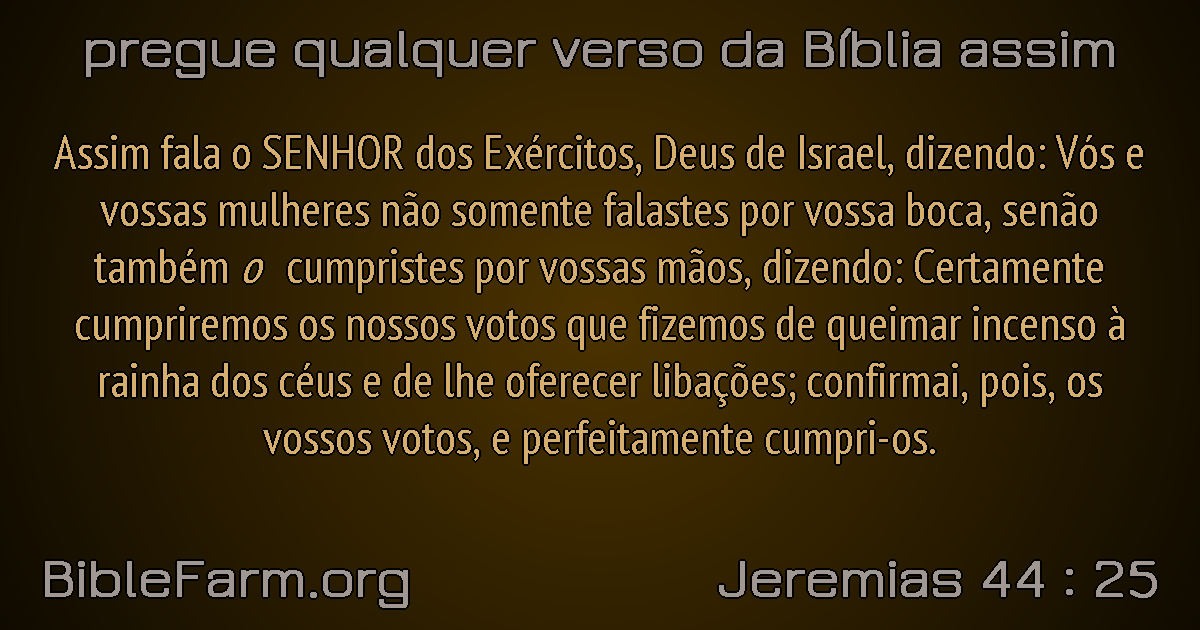 pregue qualquer verso da Bíblia assim
Assim fala o SENHOR dos Exércitos, Deus de Israel, dizendo: Vós e
vossas mulheres não somente falastes por vossa boca, senão
também o cumpristes por vossas mãos, dizendo: Certamente
cumpriremos os nossos votos que fizemos de queimar incenso à
rainha dos céus e de lhe oferecer libações; confirmai, pois, os
vossos votos, e perfeitamente cumpri-os.
BibleFarm.org
Jeremias 44 : 25